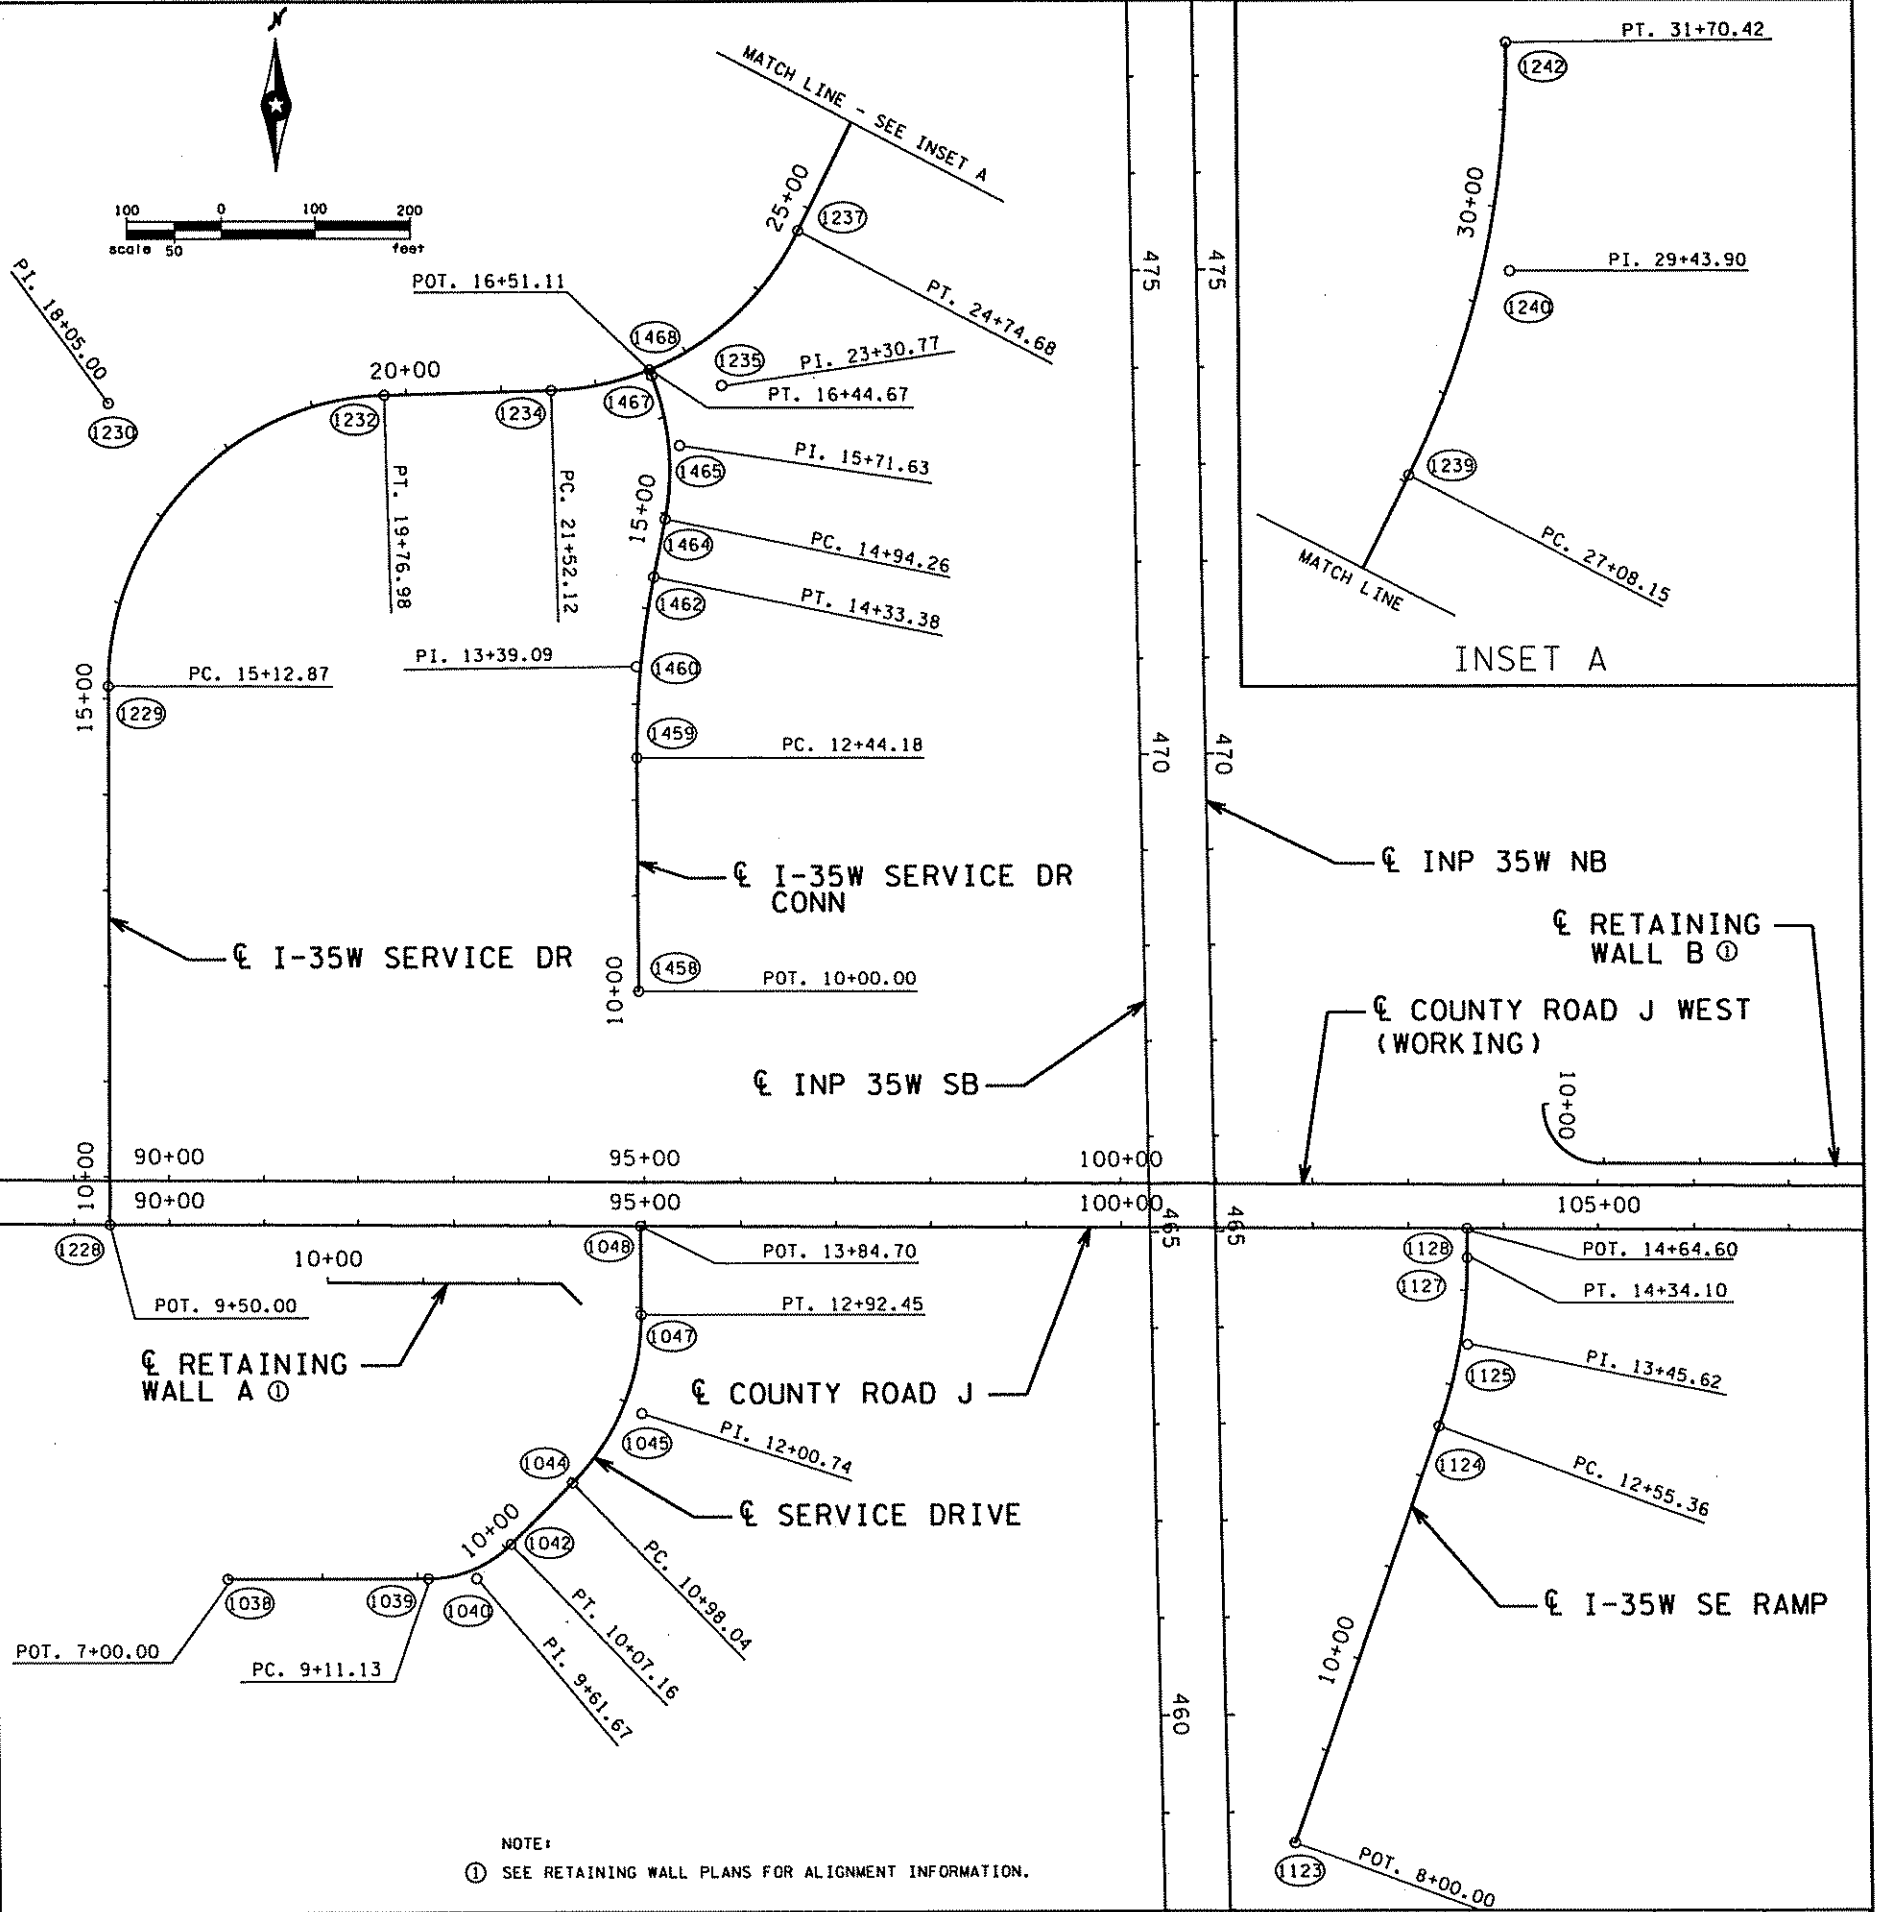 N
100 0 100 200
scale 50 feet
MATCH LINE - SEE INSET A
25+00
1237
PT. 24+74.68
POT. 16+51.11
1468
1235
PI. 23+30.77
PT. 16+44.67
PI. 18+05.00
1230
20+00
1232
1234
1467
PT. 19+76.98
PC. 21+52.12
PI. 15+71.63
1465
15+00
1464
PC. 14+94.26
1462
PT. 14+33.38
PI. 13+39.09
1460
15+00
PC. 15+12.87
1229
1459
PC. 12+44.18
℄ I-35W SERVICE DR
CONN
℄ I-35W SERVICE DR
10+00
1458
POT. 10+00.00
℄ INP 35W SB
475
475
470
470
PT. 31+70.42
1242
30+00
PI. 29+43.90
1240
1239
PC. 27+08.15
MATCH LINE
INSET A
℄ INP 35W NB
℄ RETAINING
WALL B ①
℄ COUNTY ROAD J WEST
(WORKING)
10+00
10+00
90+00
95+00
100+00
90+00
95+00
100+00
105+00
465
465
1228
POT. 9+50.00
10+00
℄ RETAINING
WALL A ①
1048
POT. 13+84.70
PT. 12+92.45
1047
℄ COUNTY ROAD J
1045
PI. 12+00.74
1044
℄ SERVICE DRIVE
10+00
1042
PC. 10+98.04
PT. 10+07.16
PI. 9+61.67
1038
1039
1040
POT. 7+00.00
PC. 9+11.13
460
1128
POT. 14+64.60
1127
PT. 14+34.10
1125
PI. 13+45.62
1124
PC. 12+55.36
℄ I-35W SE RAMP
10+00
1123
POT. 8+00.00
NOTE:
① SEE RETAINING WALL PLANS FOR ALIGNMENT INFORMATION.